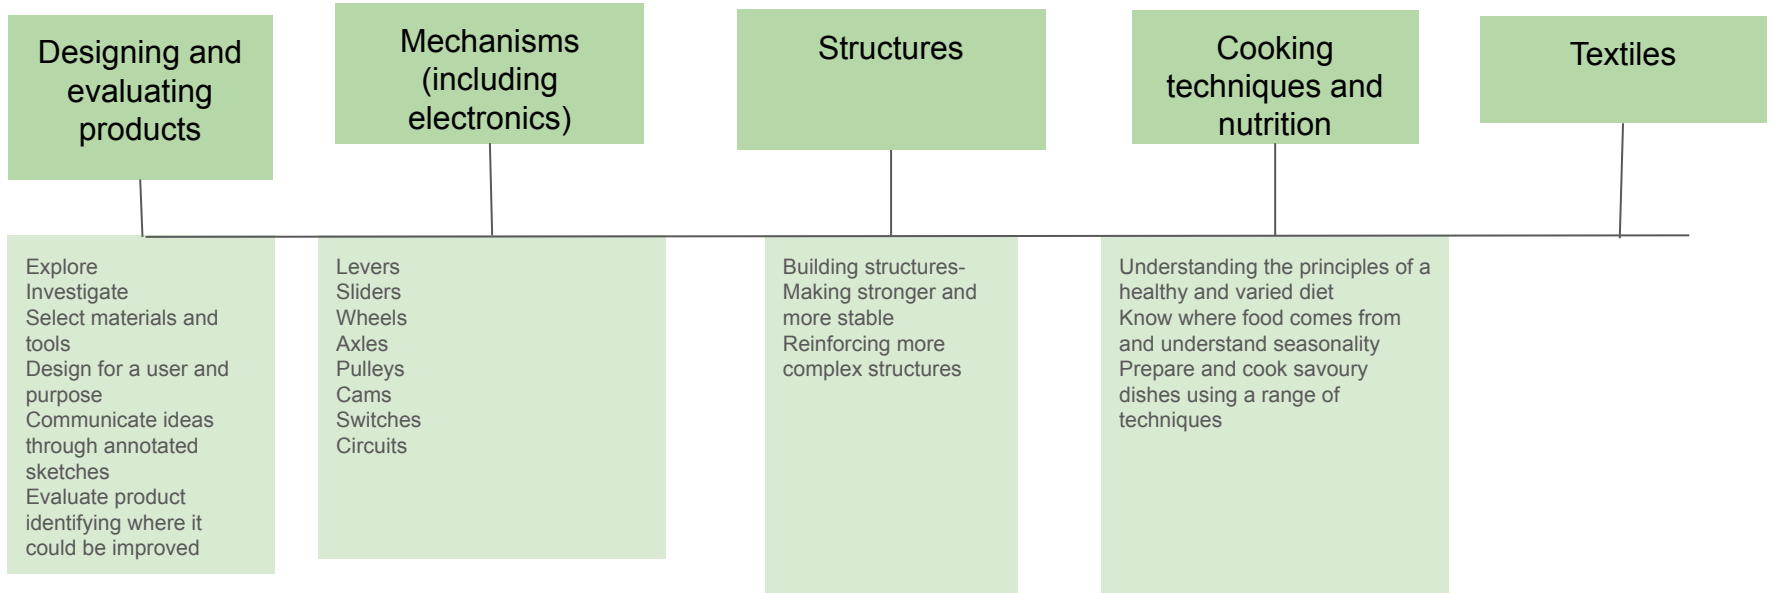 Designing and
evaluating
products
Mechanisms
(including
electronics)
Structures
Cooking
techniques and
nutrition
Textiles
Explore
Investigate
Select materials and
tools
Design for a user and
purpose
Communicate ideas
through annotated
sketches
Evaluate product
identifying where it
could be improved
Levers
Sliders
Wheels
Axles
Pulleys
Cams
Switches
Circuits
Building structures-
Making stronger and
more stable
Reinforcing more
complex structures
Understanding the principles of a
healthy and varied diet
Know where food comes from
and understand seasonality
Prepare and cook savoury
dishes using a range of
techniques